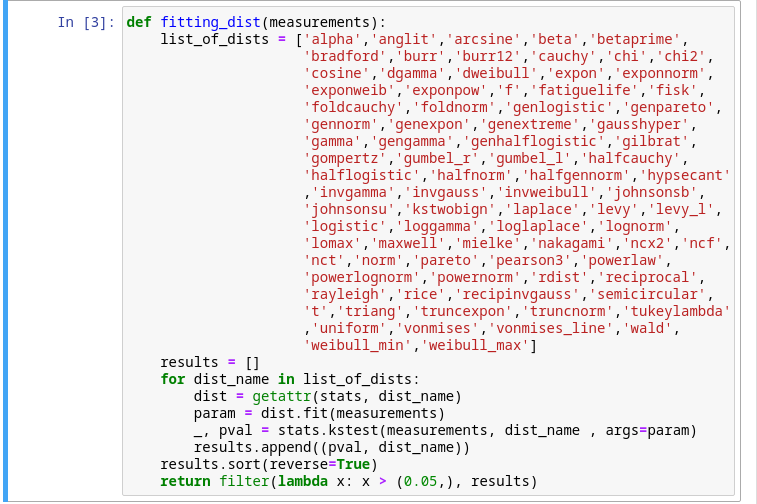 In [3]: def fitting_dist(measurements):
    list_of_dists = ['alpha','anglit','arcsine','beta','betaprime',
                     'bradford','burr','burr12','cauchy','chi','chi2',
                     'cosine','dgamma','dweibull','expon','exponnorm',
                     'exponweib','exponpow','f','fatiguelife','fisk',
                     'foldcauchy','foldnorm','genlogistic','genpareto',
                     'gennorm','genexpon','genextreme','gausshyper',
                     'gamma','gengamma','genhalflogistic','gilbrat',
                     'gompertz','gumbel_r','gumbel_l','halfcauchy',
                     'halflogistic','halfnorm','halfgennorm','hypsecant'
                     ,'invgamma','invgauss','invweibull','johnsonsb',
                     'johnsonsu','kstwobign','laplace','levy','levy_l',
                     'logistic','loggamma','loglaplace','lognorm',
                     'lomax','maxwell','mielke','nakagami','ncx2','ncf',
                     'nct','norm','pareto','pearson3','powerlaw',
                     'powerlognorm','powernorm','rdist','reciprocal',
                     'rayleigh','rice','recipinvgauss','semicircular',
                     't','triang','truncexpon','truncnorm','tukeylambda'
                     ,'uniform','vonmises','vonmises_line','wald',
                     'weibull_min','weibull_max']
    results = []
    for dist_name in list_of_dists:
        dist = getattr(stats, dist_name)
        param = dist.fit(measurements)
        _, pval = stats.kstest(measurements, dist_name , args=param)
        results.append((pval, dist_name))
    results.sort(reverse=True)
    return filter(lambda x: x > (0.05,), results)